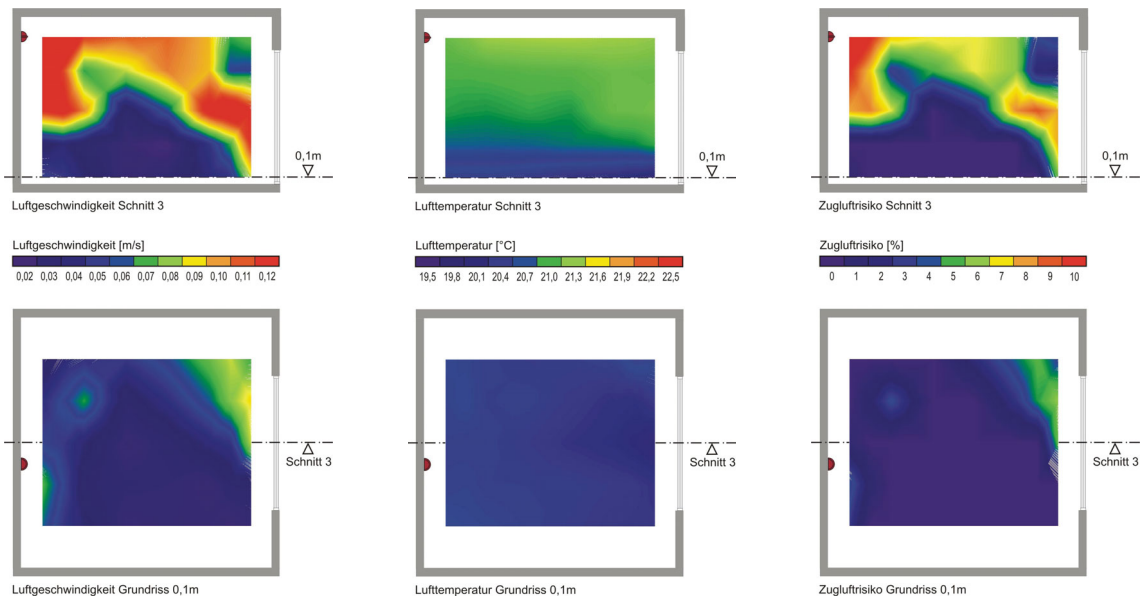 0,1m
0,1m
0,1m
Luftgeschwindigkeit Schnitt 3
Lufttemperatur Schnitt 3
Zugluftrisiko Schnitt 3
Luftgeschwindigkeit [m/s]
0,02 0,03 0,04 0,05 0,06 0,07 0,08 0,09 0,10 0,11 0,12
Lufttemperatur [°C]
19,5 19,8 20,1 20,4 20,7 21,0 21,3 21,6 21,9 22,2 22,5
Zugluftrisiko [%]
0 1 2 3 4 5 6 7 8 9 10
Schnitt 3
Schnitt 3
Schnitt 3
Luftgeschwindigkeit Grundriss 0,1m
Lufttemperatur Grundriss 0,1m
Zugluftrisiko Grundriss 0,1m